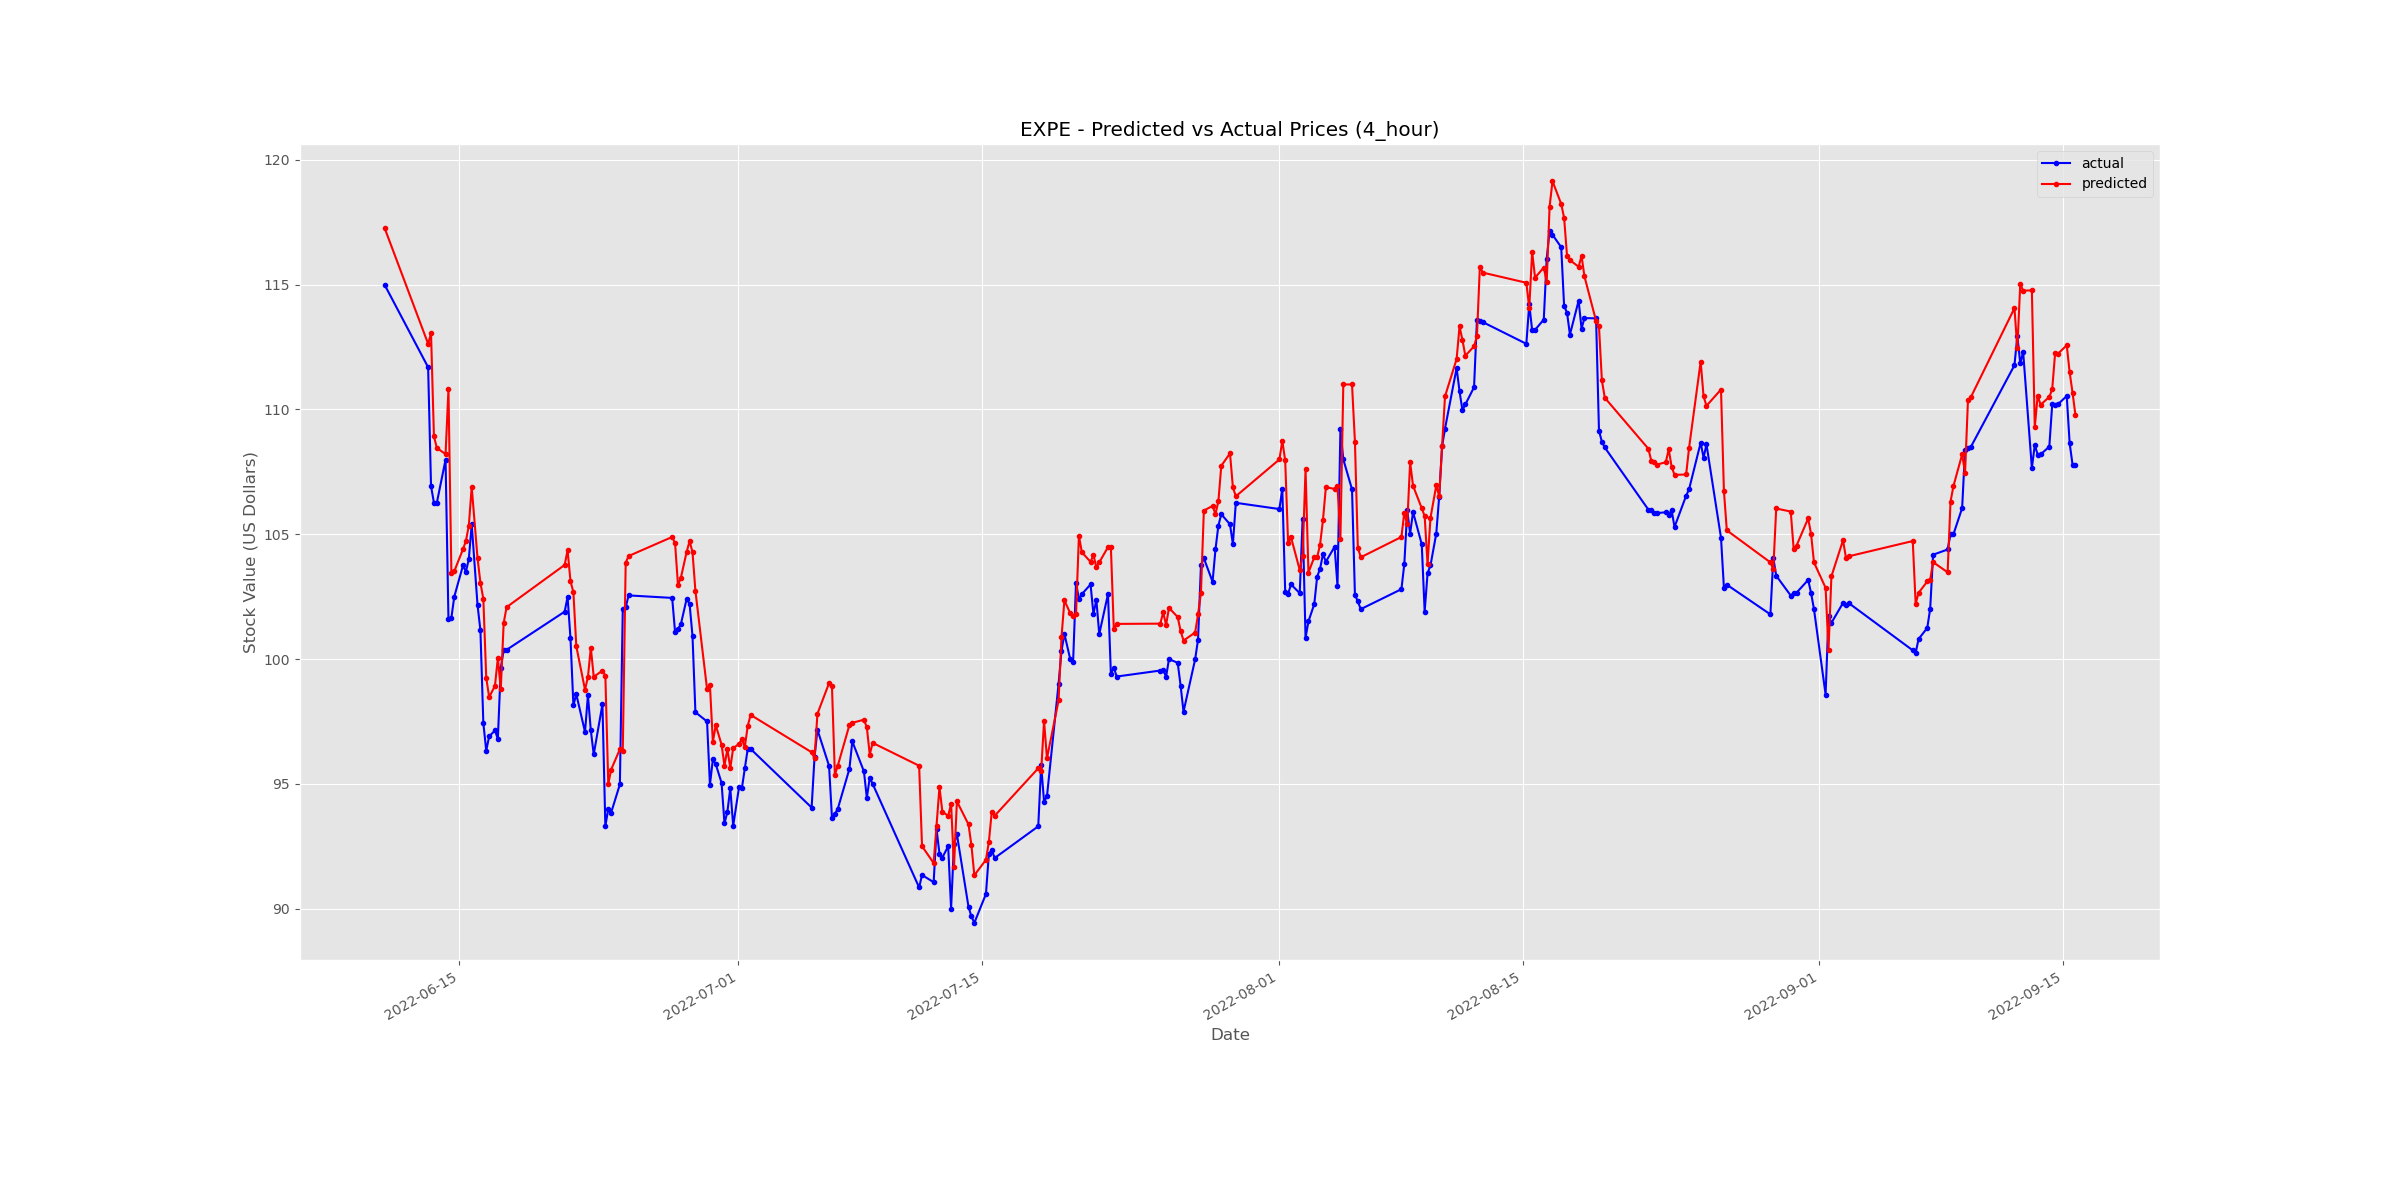 EXPE - Predicted vs Actual Prices (4_hour)
actual
predicted
Stock Value (US Dollars)
120
115
110
105
100
95
90
2022-06-15
2022-07-01
2022-07-15
2022-08-01
2022-08-15
2022-09-01
2022-09-15
Date